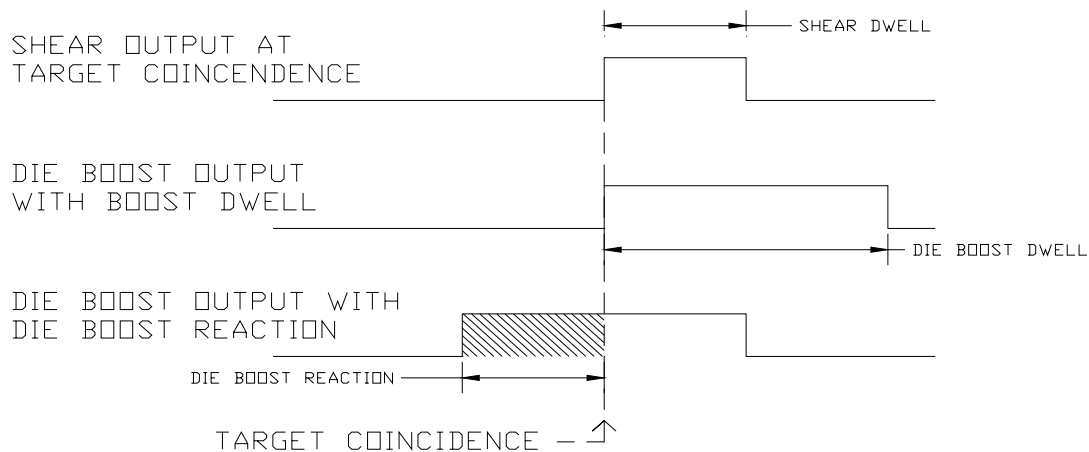 SHEAR DWELL
SHEAR OUTPUT AT
TARGET COINCENDENCE
DIE BOOST OUTPUT
WITH BOOST DWELL
DIE BOOST DWELL
DIE BOOST OUTPUT WITH
DIE BOOST REACTION
DIE BOOST REACTION
TARGET COINCIDENCE